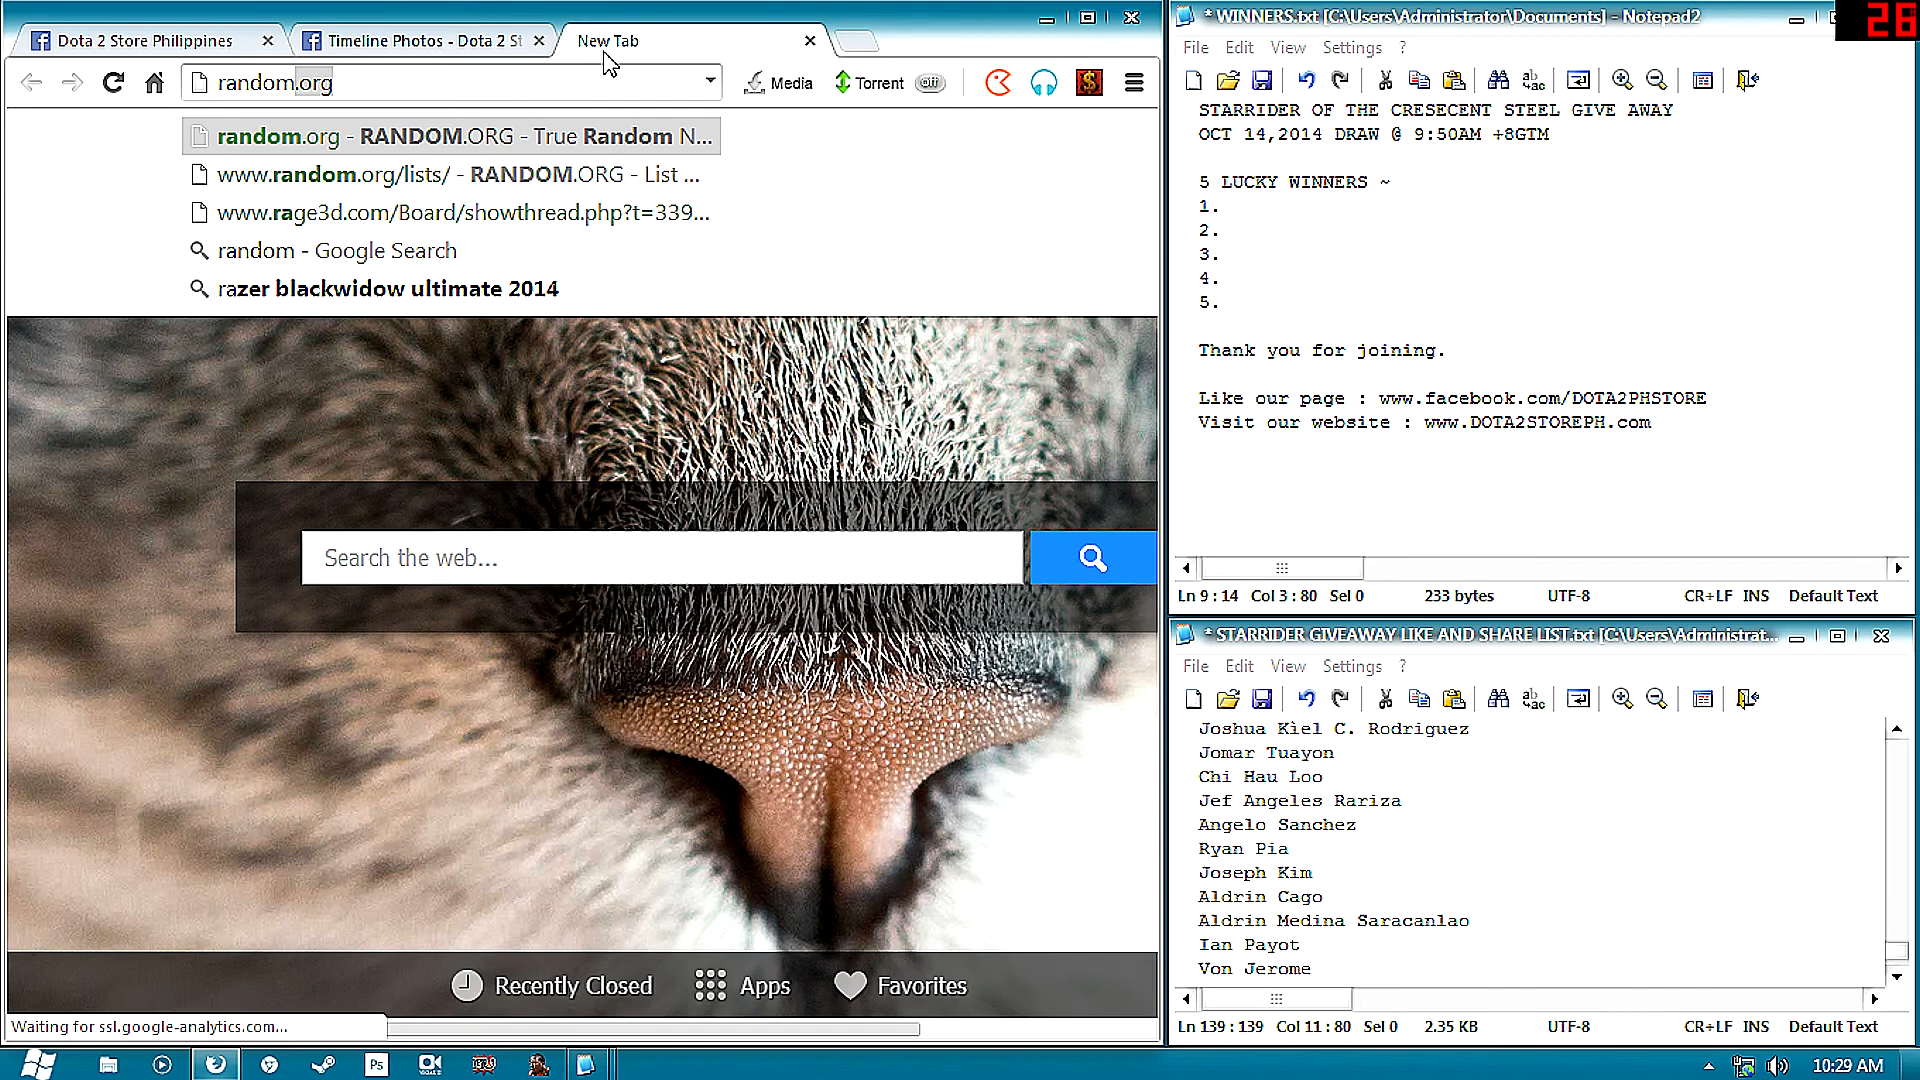 Dota 2 Store Philippines
Timeline Photos - Dota 2 St
New Tab
random.org
Media
Torrent
Off
random.org - RANDOM.ORG - True Random N...
www.random.org/lists/ - RANDOM.ORG - List ...
www.rage3d.com/Board/showthread.php?t=339...
random - Google Search
razer blackwidow ultimate 2014
Search the web...
Recently Closed
Apps
Favorites
Waiting for ssl.google-analytics.com...
* WINNERS.txt [C:\Users\Administrator\Documents] - Notepad2
28
File Edit View Settings ?
STARRIDER OF THE CRESECENT STEEL GIVE AWAY
OCT 14,2014 DRAW @ 9:50AM +8GTM
5 LUCKY WINNERS ~
1.
2.
3.
4.
5.
Thank you for joining.
Like our page : www.facebook.com/DOTA2PHSTORE
Visit our website : www.DOTA2STOREPH.com
Ln 9 : 14 Col 3 : 80 Sel 0 233 bytes UTF-8 CR+LF INS Default Text
* STARRIDER GIVEAWAY LIKE AND SHARE LIST.txt [C:\Users\Administrat...
File Edit View Settings ?
Joshua Kìel C. Rodriguez
Jomar Tuayon
Chi Hau Loo
Jef Angeles Rariza
Angelo Sanchez
Ryan Pia
Joseph Kim
Aldrin Cago
Aldrin Medina Saracanlao
Ian Payot
Von Jerome
Ln 139 : 139 Col 11 : 80 Sel 0 2.35 KB UTF-8 CR+LF INS Default Text
Ps
10:29 AM